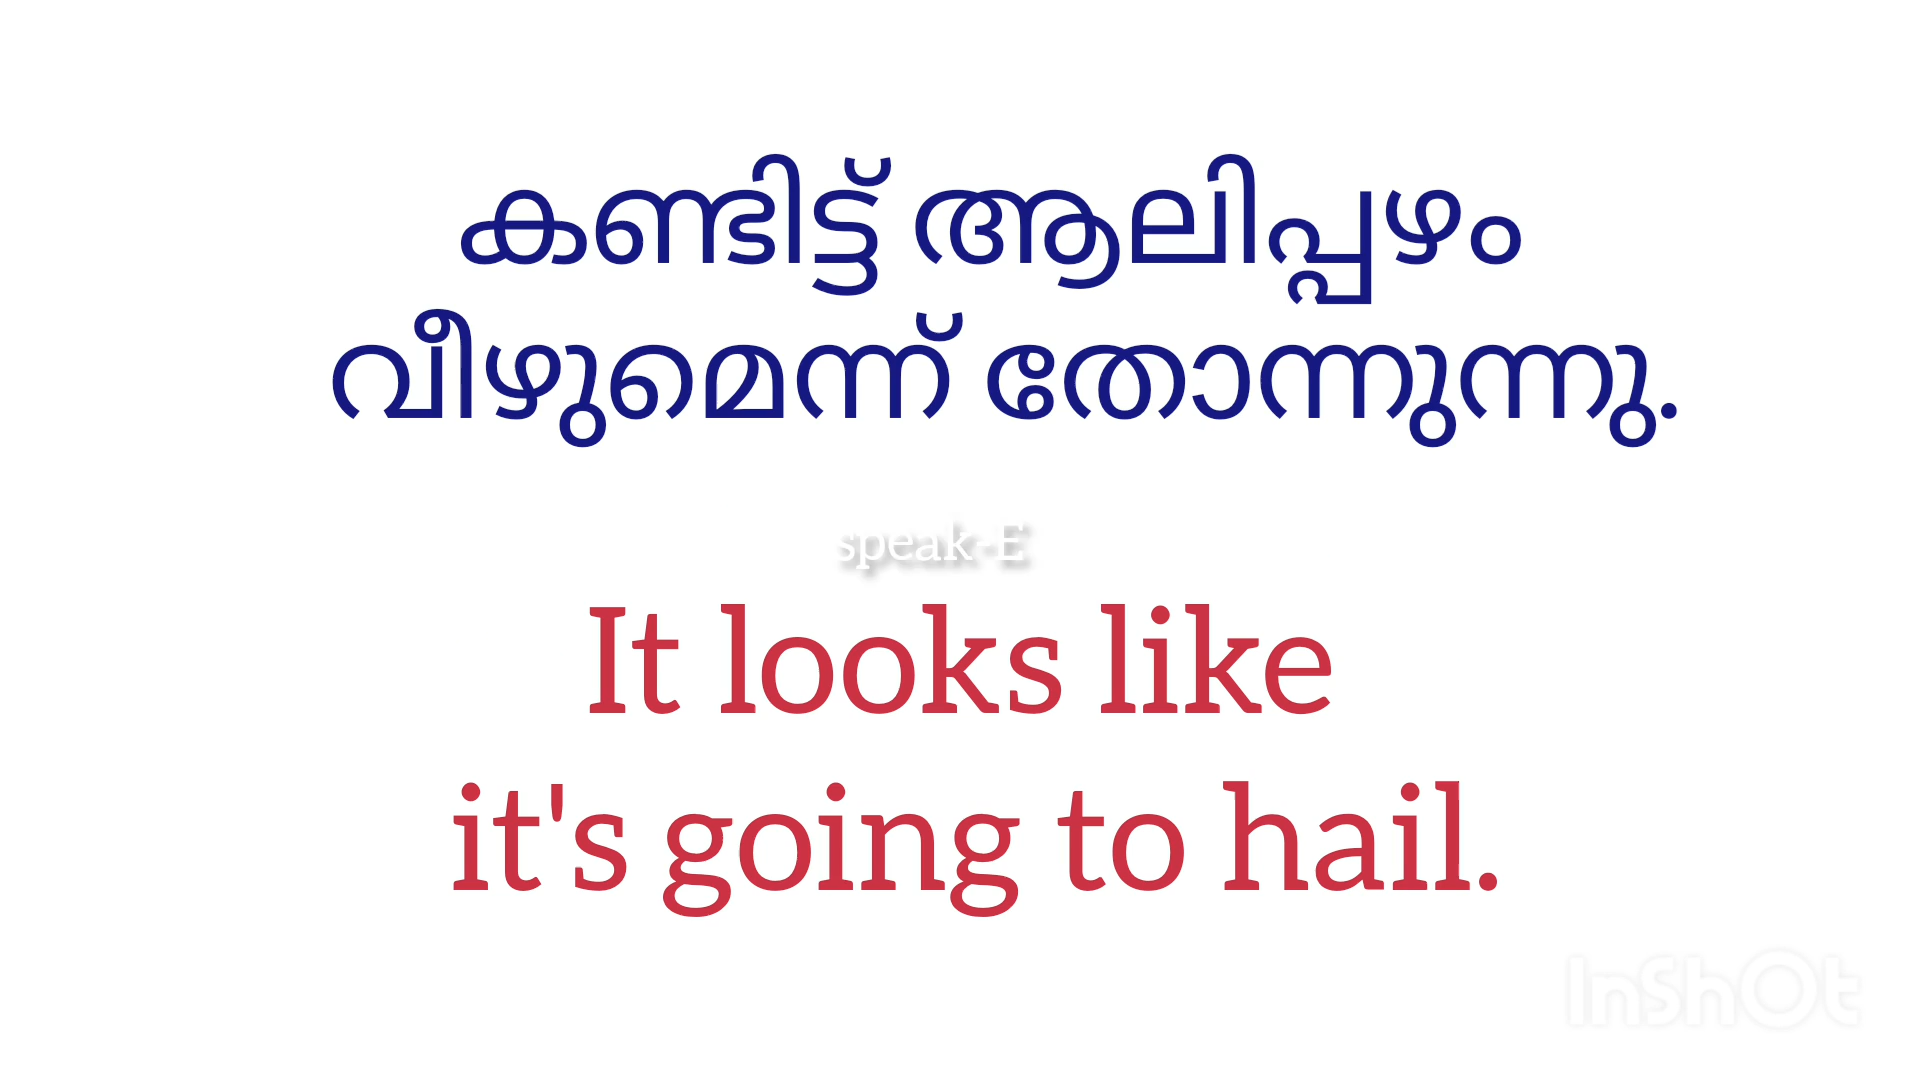 കണ്ടിട്ട് ആലിപ്പഴം
വീഴുമെന്ന് തോന്നുന്നു.
speak-E
It looks like
it's going to hail.
InShOt